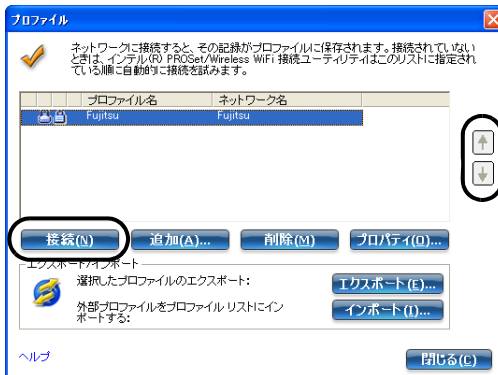 プロファイル
ネットワークに接続すると、その記録がプロファイルに保存されます。接続されていない
ときは、インテル(R) PROSet/Wireless WiFi 接続ユーティリティはこのリストに指定され
ている順に自動的に接続を試みます。
プロファイル名 ネットワーク名
Fujitsu Fujitsu
接続(N) 追加(A)... 削除(M) プロパティ(O)...
エクスポート/インポート
選択したプロファイルのエクスポート: エクスポート(E)...
外部プロファイルをプロファイル リストにイン
ポートする: インポート(I)...
ヘルプ 閉じる(C)